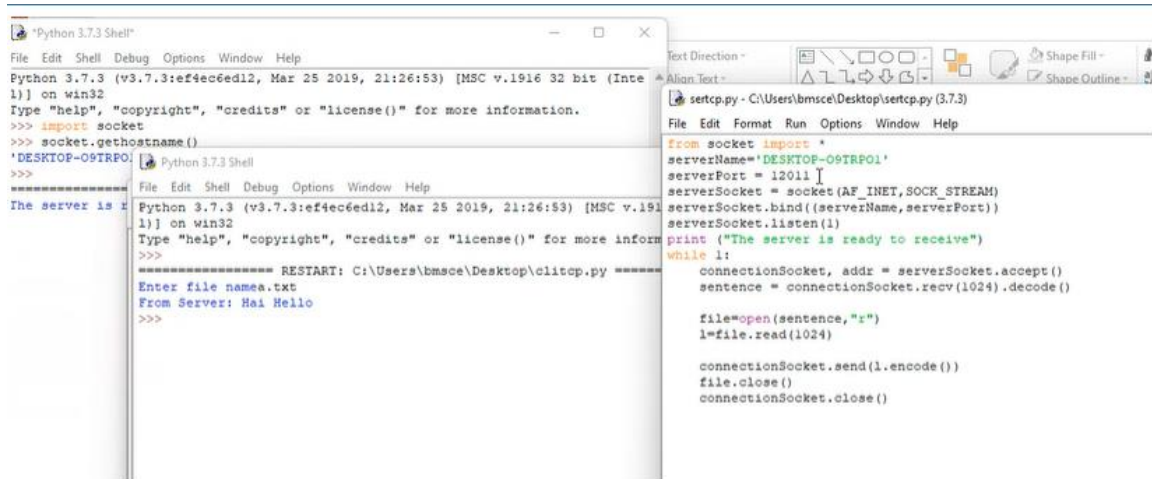 *Python 3.7.3 Shell*
File Edit Shell Debug Options Window Help
Python 3.7.3 (v3.7.3:ef4ec6ed12, Mar 25 2019, 21:26:53) [MSC v.1916 32 bit (Inte
l)] on win32
Type "help", "copyright", "credits" or "license()" for more information.
>>> import socket
>>> socket.gethostname()
'DESKTOP-O9TRPO
>>>
The server is r
Python 3.7.3 Shell
File Edit Shell Debug Options Window Help
Python 3.7.3 (v3.7.3:ef4ec6ed12, Mar 25 2019, 21:26:53) [MSC v.191
l)] on win32
Type "help", "copyright", "credits" or "license()" for more inform
>>>
================== RESTART: C:\Users\bmsce\Desktop\clitcp.py ======
Enter file namea.txt
From Server: Hai Hello
>>>
Text Direction
Align Text
Shape Fill
Shape Outline
sertcp.py - C:\Users\bmsce\Desktop\sertcp.py (3.7.3)
File Edit Format Run Options Window Help
from socket import *
serverName='DESKTOP-O9TRPO1'
serverPort = 12011
serverSocket = socket(AF_INET,SOCK_STREAM)
serverSocket.bind((serverName,serverPort))
serverSocket.listen(1)
print ("The server is ready to receive")
while 1:
    connectionSocket, addr = serverSocket.accept()
    sentence = connectionSocket.recv(1024).decode()
    file=open(sentence,"r")
    l=file.read(1024)
    connectionSocket.send(l.encode())
    file.close()
    connectionSocket.close()